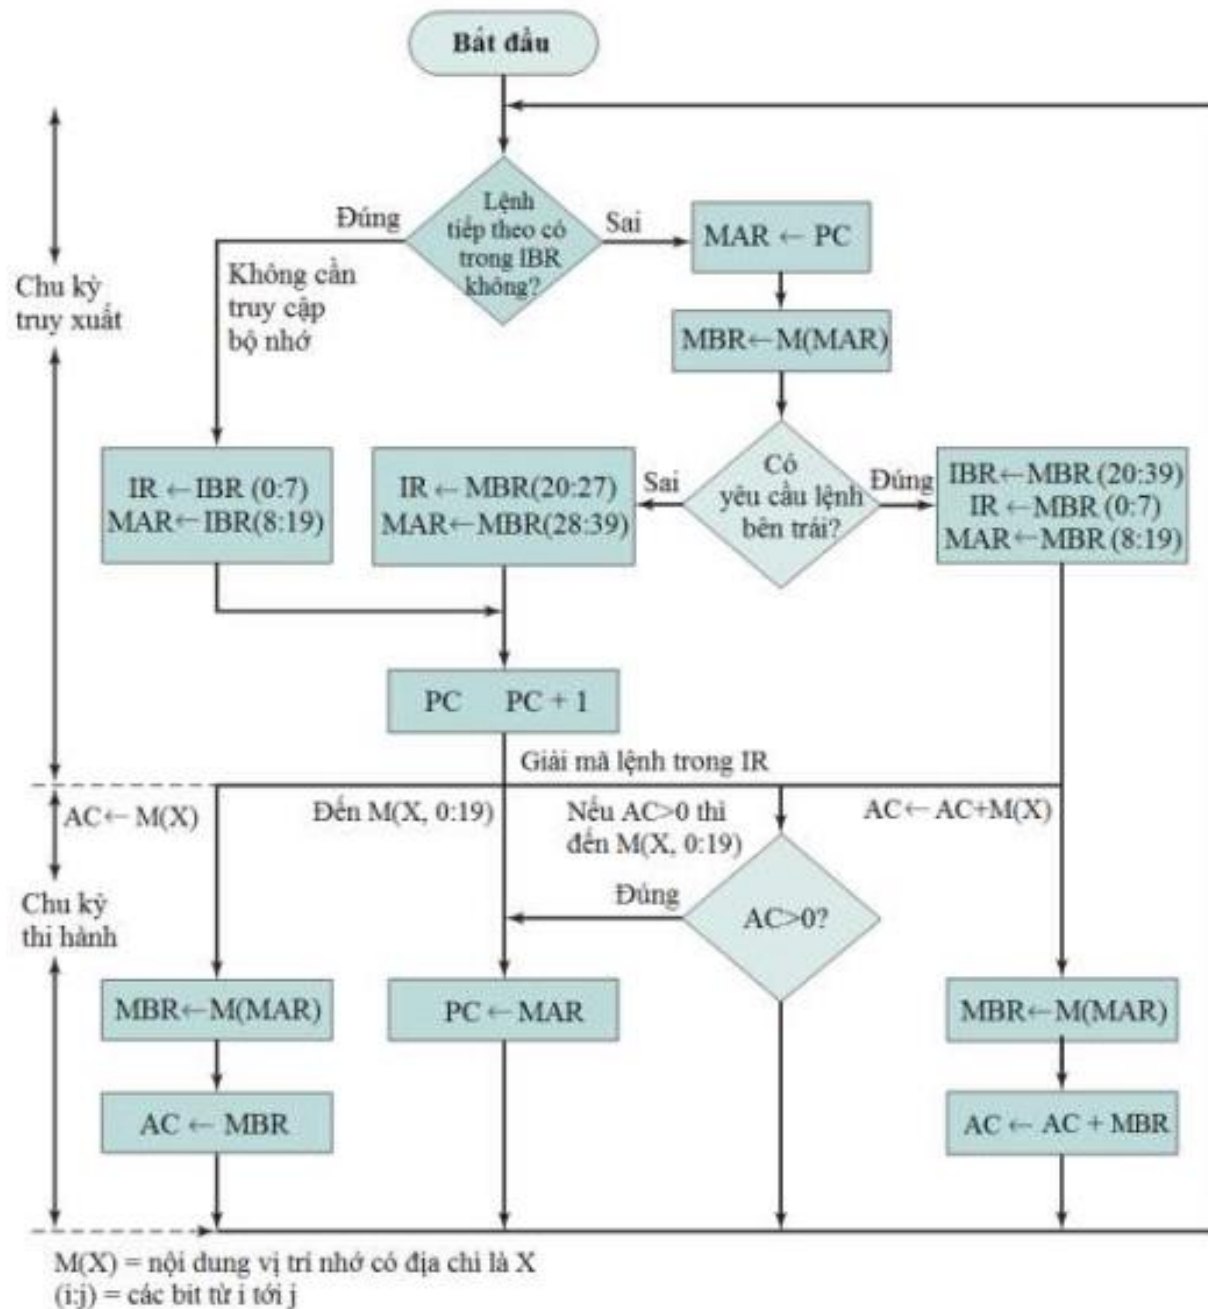 Bắt đầu
Lệnh
tiếp theo có
trong IBR
không?
Đúng
Sai
MAR ← PC
Không cần
truy cập
bộ nhớ
Chu kỳ
truy xuất
MBR←M(MAR)
Có
yêu cầu lệnh
bên trái?
Sai
Đúng
IR ← IBR (0:7)
MAR←IBR(8:19)
IR ← MBR(20:27)
MAR←MBR(28:39)
IBR←MBR (20:39)
IR ←MBR (0:7)
MAR←MBR (8:19)
PC PC + 1
Giải mã lệnh trong IR
AC← M(X)
Đến M(X, 0:19)
Nếu AC>0 thì
đến M(X, 0:19)
AC← AC+M(X)
Chu kỳ
thi hành
Đúng
AC>0?
MBR←M(MAR)
PC ← MAR
MBR←M(MAR)
AC ← MBR
AC ← AC + MBR
M(X) = nội dung vị trí nhớ có địa chỉ là X
(i:j) = các bit từ i tới j